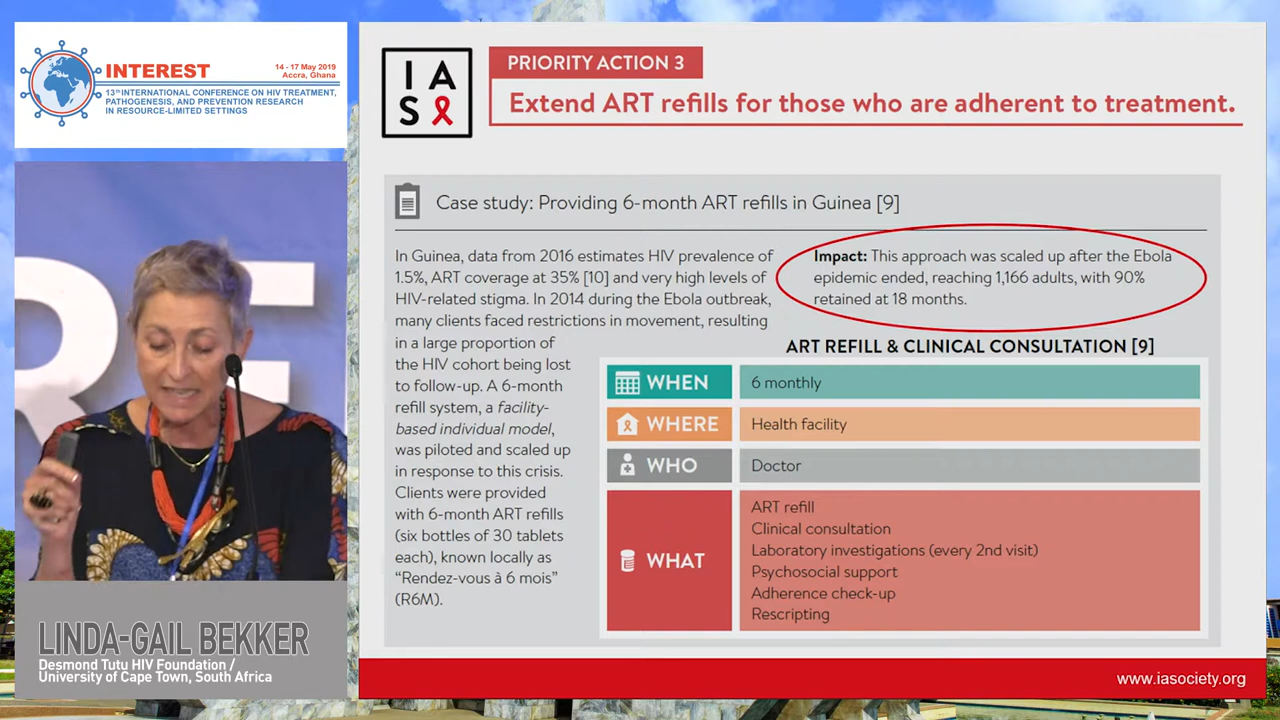 INTEREST
14 - 17 May 2019
Accra, Ghana
13th INTERNATIONAL CONFERENCE ON HIV TREATMENT,
PATHOGENESIS, AND PREVENTION RESEARCH
IN RESOURCE-LIMITED SETTINGS
RE
LINDA-GAIL BEKKER
Desmond Tutu HIV Foundation /
University of Cape Town, South Africa
I A
S
PRIORITY ACTION 3
Extend ART refills for those who are adherent to treatment.
Case study: Providing 6-month ART refills in Guinea [9]
In Guinea, data from 2016 estimates HIV prevalence of
1.5%, ART coverage at 35% [10] and very high levels of
HIV-related stigma. In 2014 during the Ebola outbreak,
many clients faced restrictions in movement, resulting
in a large proportion of
the HIV cohort being lost
to follow-up. A 6-month
refill system, a facility-
based individual model,
was piloted and scaled up
in response to this crisis.
Clients were provided
with 6-month ART refills
(six bottles of 30 tablets
each), known locally as
“Rendez-vous à 6 mois”
(R6M).
Impact: This approach was scaled up after the Ebola
epidemic ended, reaching 1,166 adults, with 90%
retained at 18 months.
ART REFILL & CLINICAL CONSULTATION [9]
WHEN 6 monthly
WHERE Health facility
WHO Doctor
WHAT
ART refill
Clinical consultation
Laboratory investigations (every 2nd visit)
Psychosocial support
Adherence check-up
Rescripting
www.iasociety.org